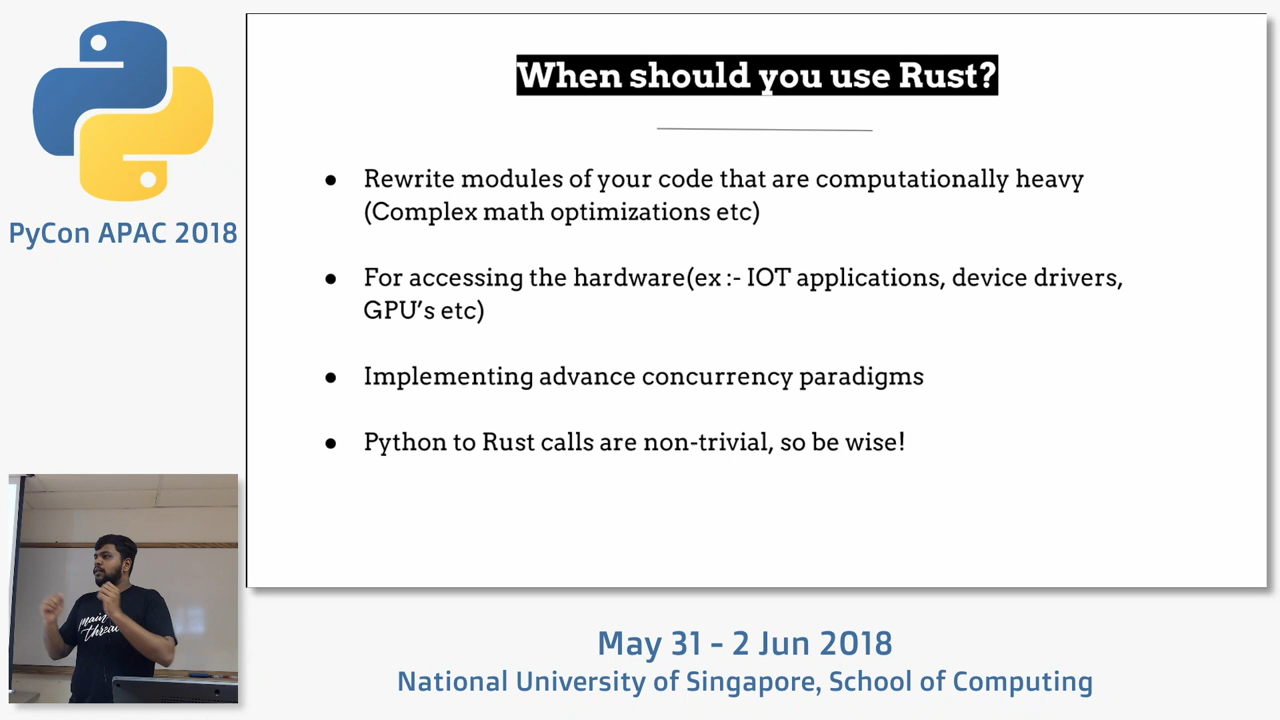 PyCon APAC 2018
When should you use Rust?
● Rewrite modules of your code that are computationally heavy
(Complex math optimizations etc)
● For accessing the hardware(ex :- IOT applications, device drivers,
GPU’s etc)
● Implementing advance concurrency paradigms
● Python to Rust calls are non-trivial, so be wise!
main
thread
May 31 - 2 Jun 2018
National University of Singapore, School of Computing